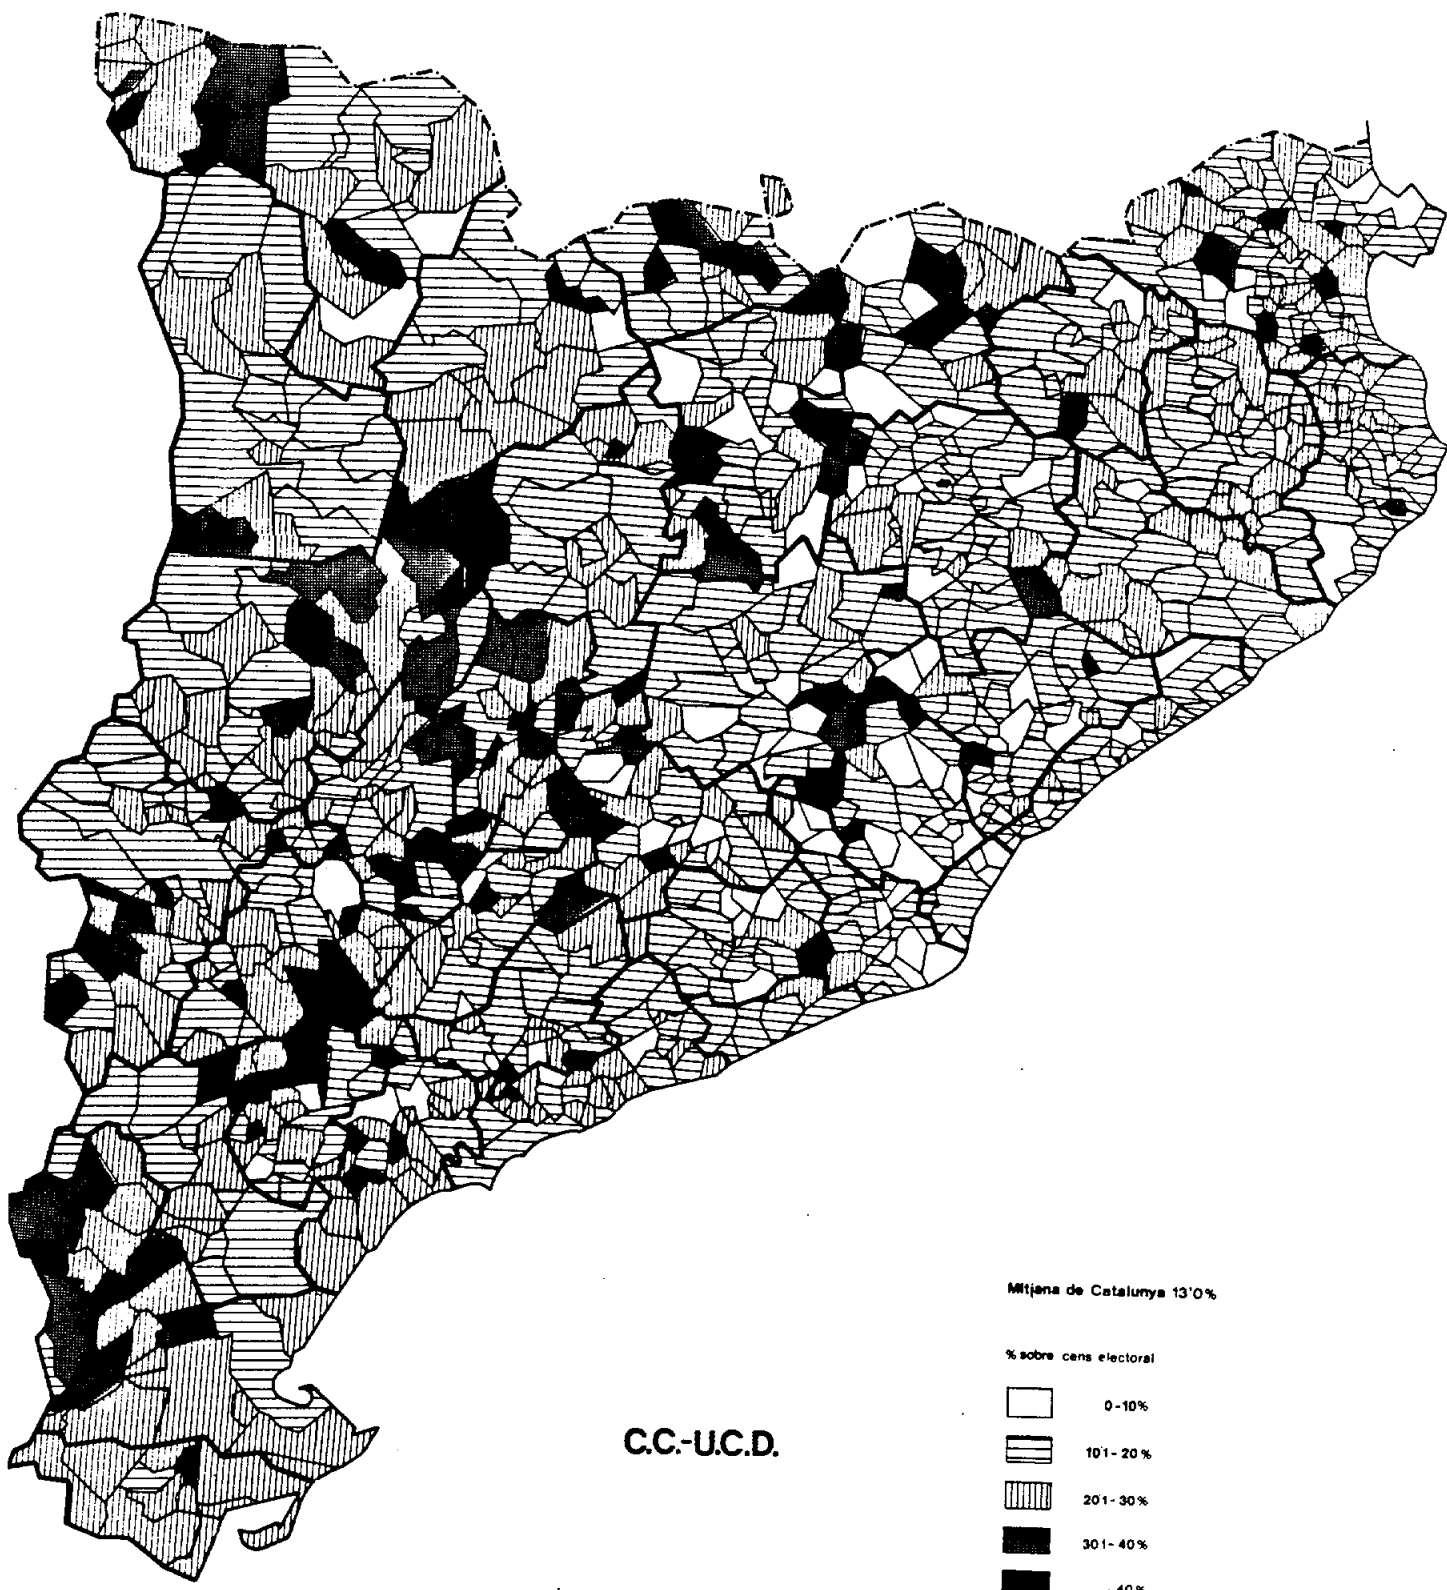 Mitjana de Catalunya 13'0%
% sobre cens electoral
0-10%
10'1-20%
C.C.-U.C.D.
20'1-30%
30'1-40%
40%